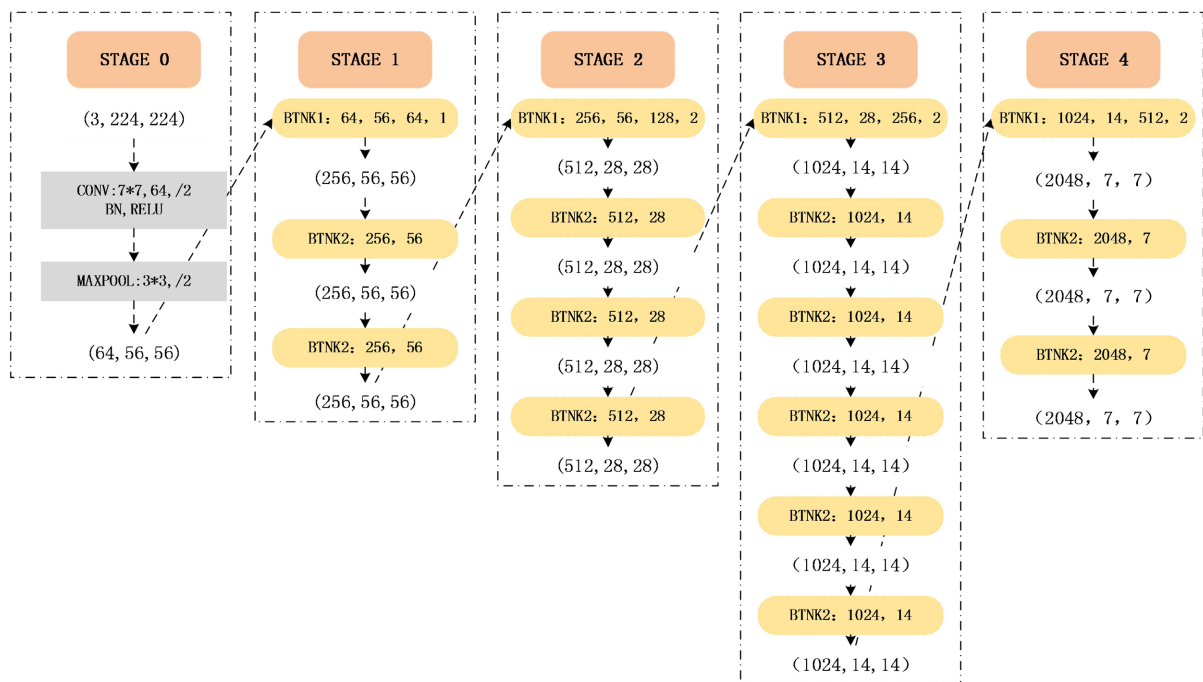 STAGE 0
(3,224,224)
CONV:7*7,64,/2
BN,RELU
MAXPOOL:3*3,/2
(64,56,56)
STAGE 1
BTNK1: 64, 56, 64, 1
(256,56,56)
BTNK2: 256, 56
(256,56,56)
BTNK2: 256, 56
(256,56,56)
STAGE 2
BTNK1: 256, 56, 128, 2
(512,28,28)
BTNK2: 512, 28
(512,28,28)
BTNK2: 512, 28
(512,28,28)
BTNK2: 512, 28
(512,28,28)
STAGE 3
BTNK1: 512, 28, 256, 2
(1024,14,14)
BTNK2: 1024, 14
(1024,14,14)
BTNK2: 1024, 14
(1024,14,14)
BTNK2: 1024, 14
(1024,14,14)
BTNK2: 1024, 14
(1024,14,14)
BTNK2: 1024, 14
(1024,14,14)
STAGE 4
BTNK1: 1024, 14, 512, 2
(2048, 7, 7)
BTNK2: 2048, 7
(2048, 7, 7)
BTNK2: 2048, 7
(2048, 7, 7)